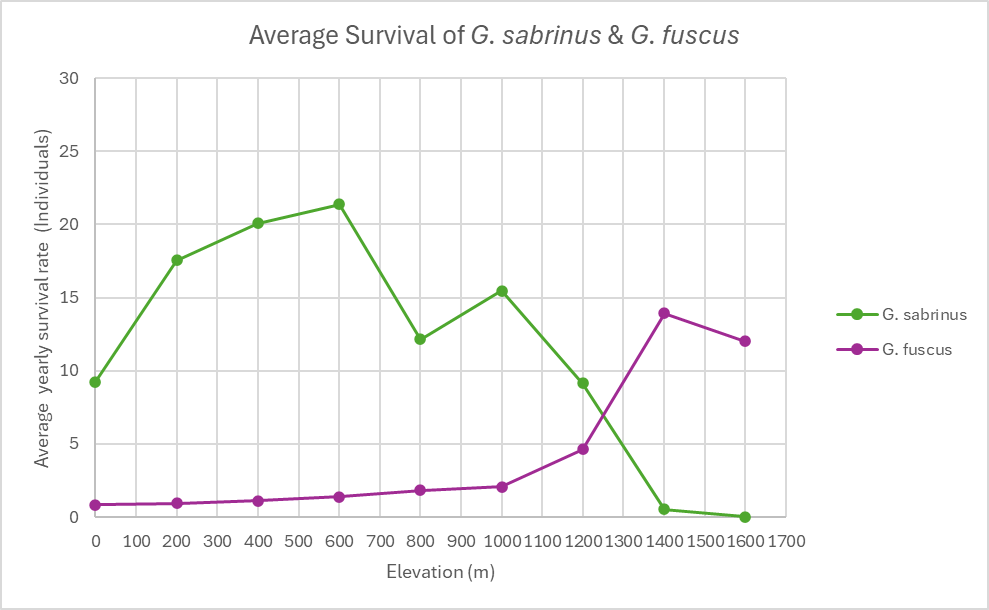 Average Survival of G. sabrinus & G. fuscus
30
25
20
15
10
5
0
Average yearly survival rate (Individuals)
0 100 200 300 400 500 600 700 800 900 1000 1100 1200 1300 1400 1500 1600 1700
Elevation (m)
G. sabrinus
G. fuscus